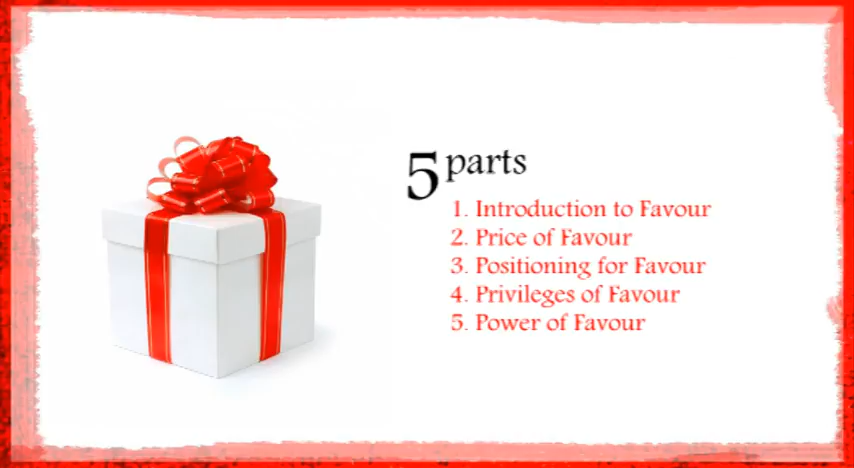 5 parts
1. Introduction to Favour
2. Price of Favour
3. Positioning for Favour
4. Privileges of Favour
5. Power of Favour